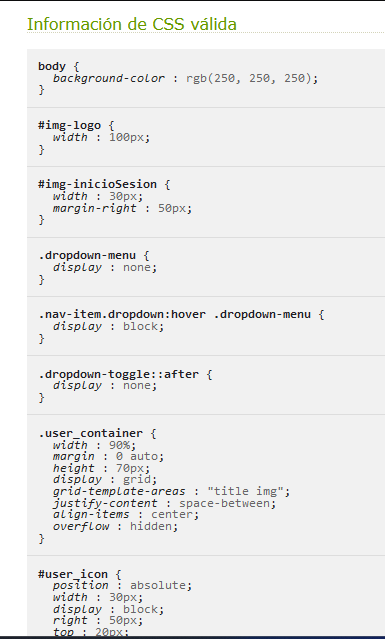 Información de CSS válida
body {
background-color : rgb(250, 250, 250);
}
#img-logo {
width : 100px;
}
#img-inicioSesion {
width : 30px;
margin-right : 50px;
}
.dropdown-menu {
display : none;
}
.nav-item.dropdown:hover .dropdown-menu {
display : block;
}
.dropdown-toggle::after {
display : none;
}
.user_container {
width : 90%;
margin : 0 auto;
height : 70px;
display : grid;
grid-template-areas : "title img";
justify-content : space-between;
align-items : center;
overflow : hidden;
}
#user_icon {
position : absolute;
width : 30px;
display : block;
right : 50px;
top : 20px;